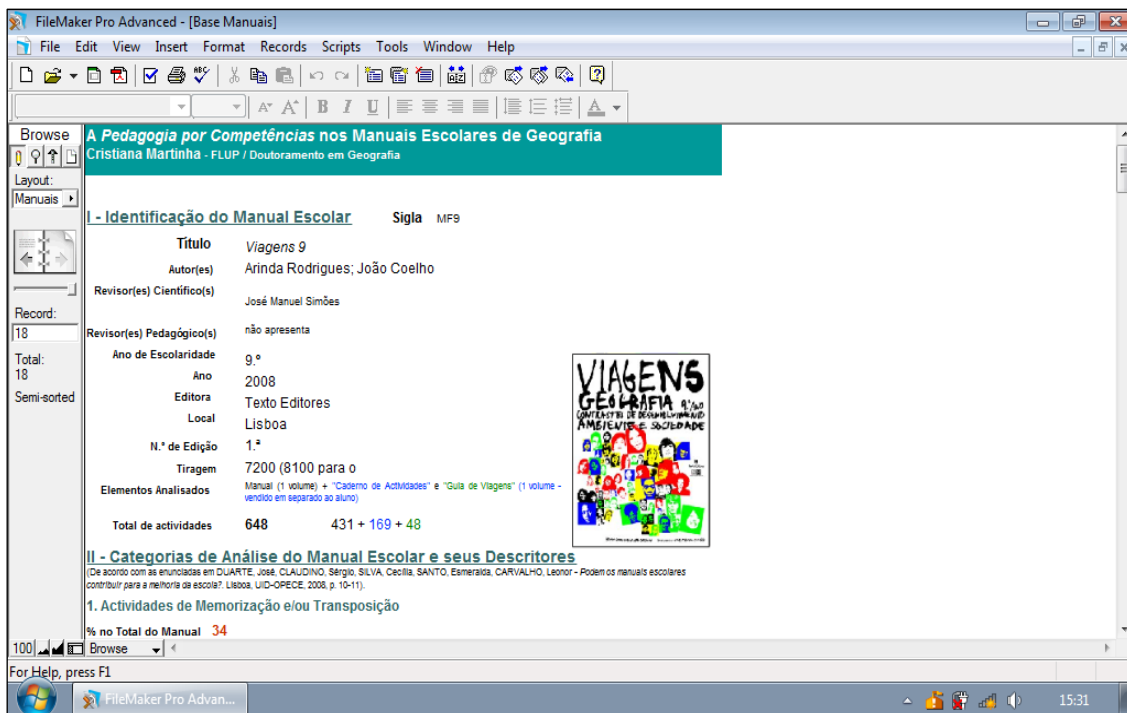 FileMaker Pro Advanced - [Base Manuais]
File Edit View Insert Format Records Scripts Tools Window Help
Browse
Layout:
Manuais
Record:
18
Total:
18
Semi-sorted
A Pedagogia por Competências nos Manuais Escolares de Geografia
Cristiana Martinha - FLUP / Doutoramento em Geografia
I - Identificação do Manual Escolar Sigla MF9
Título Viagens 9
Autor(es) Arinda Rodrigues; João Coelho
Revisor(es) Científico(s) José Manuel Simões
Revisor(es) Pedagógico(s) não apresenta
Ano de Escolaridade 9.º
Ano 2008
Editora Texto Editores
Local Lisboa
N.º de Edição 1.ª
Tiragem 7200 (8100 para o
Elementos Analisados Manual (1 volume) + "Caderno de Actividades" e "Guia de Viagens" (1 volume -
vendido em separado ao aluno)
Total de actividades 648 431 + 169 + 48
VIAGENS
GEOGRAFIA 9.º ANO
CONTRASTES DE DESENVOLVIMENTO
AMBIENTE E SOCIEDADE
II - Categorias de Análise do Manual Escolar e seus Descritores
(De acordo com as enunciadas em DUARTE, José, CLAUDINO, Sérgio, SILVA, Cecília, SANTO, Esmeralda, CARVALHO, Leonor - Podem os manuais escolares
contribuir para a melhoria da escola?. Lisboa, UID-OPECE, 2008, p. 10-11).
1. Actividades de Memorização e/ou Transposição
% no Total do Manual 34
100 Browse
For Help, press F1
FileMaker Pro Advan...
15:31